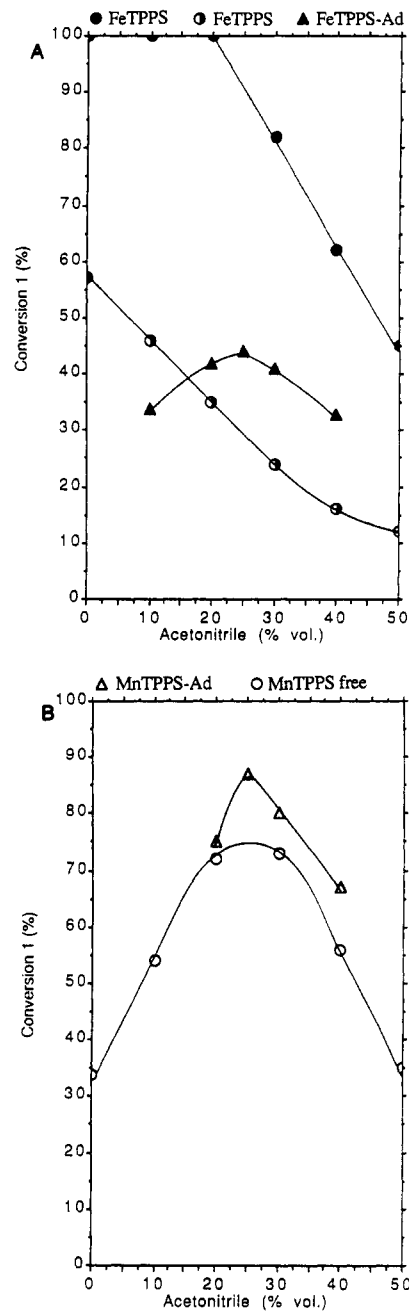 A
● FeTPPS ◑ FeTPPS ▲ FeTPPS-Ad
100
90
80
70
60
50
40
30
20
10
0
Conversion 1 (%)
0 10 20 30 40 50
Acetonitrile (% vol.)
B
△ MnTPPS-Ad ○ MnTPPS free
100
90
80
70
60
50
40
30
20
10
0
Conversion 1 (%)
0 10 20 30 40 50
Acetonitrile (% vol.)